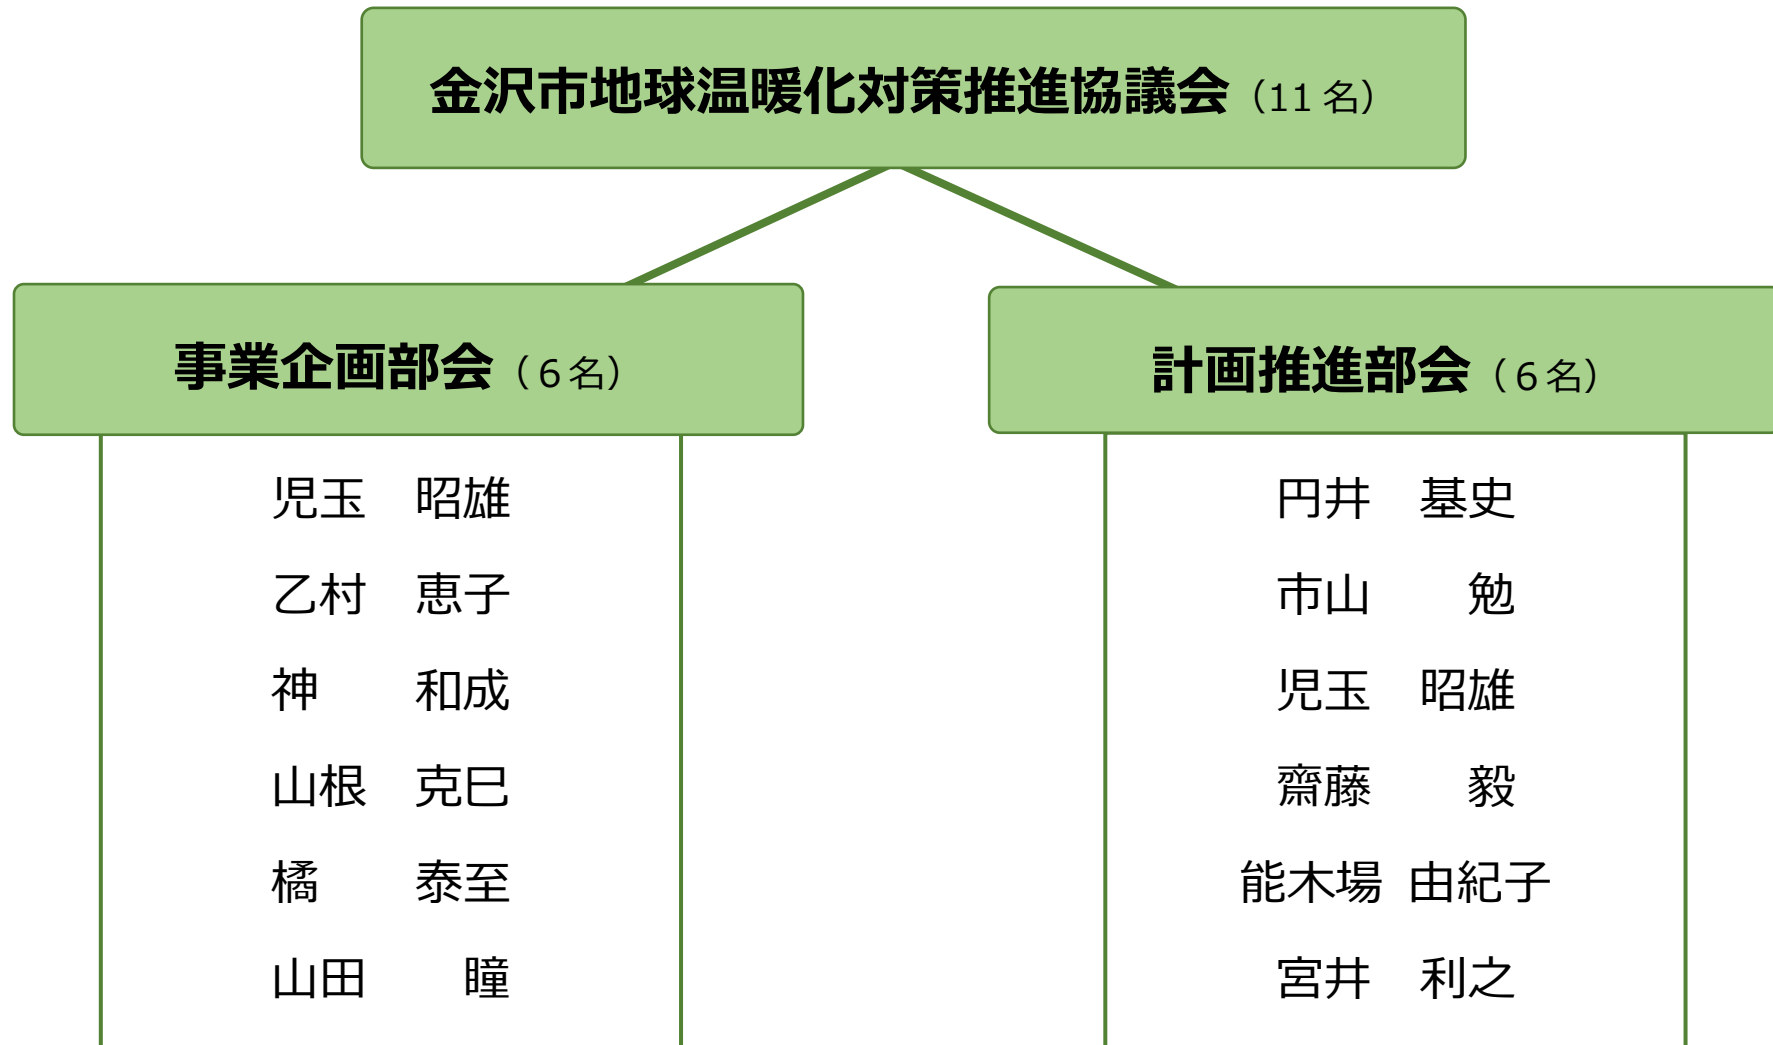 金沢市地球温暖化対策推進協議会（11名）
事業企画部会（６名）
児玉　昭雄
乙村　恵子
神　　和成
山根　克巳
橘　　泰至
山田　　瞳
計画推進部会（６名）
円井　基史
市山　　勉
児玉　昭雄
齋藤　　毅
能木場 由紀子
宮井　利之